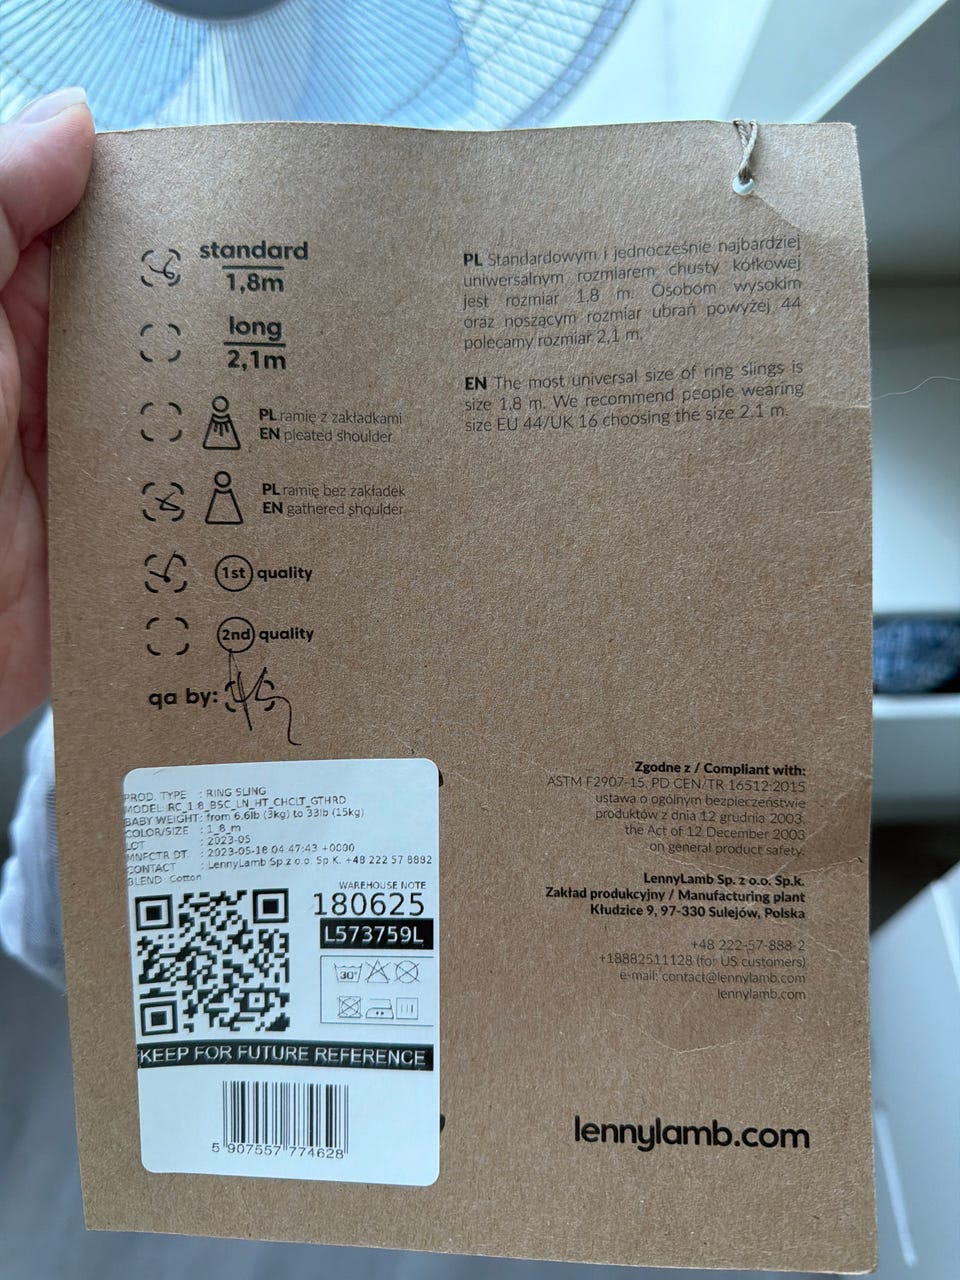 standard
1,8m
long
2,1m
PL ramię z zakładkami
EN pleated shoulder
PL ramię bez zakładek
EN gathered shoulder
1st quality
2nd quality
qa by:
PL Standardowym i jednocześnie najbardziej
uniwersalnym rozmiarem chusty kółkowej
jest rozmiar 1,8 m. Osobom wysokim
oraz noszącym rozmiar ubrań powyżej 44
polecamy rozmiar 2,1 m.
EN The most universal size of ring slings is
size 1.8 m. We recommend people wearing
size EU 44/UK 16 choosing the size 2.1 m.
PROD. TYPE : RING SLING
MODEL: RC_1.8_BSC_LN_HT_CHCLT_GTHRD
BABY WEIGHT: from 6.6lb (3kg) to 33lb (15kg)
COLOR/SIZE : 1_8_m
LOT : 2023-05
MNFCTR DT. : 2023-05-18 04:47:43 +0000
CONTACT : LennyLamb Sp.z o.o. Sp.K. +48 222 57 8882
BLEND: Cotton
WAREHOUSE NOTE
180625
L573759L
30°
KEEP FOR FUTURE REFERENCE
5 907557 774628
Zgodne z / Compliant with:
ASTM F2907-15, PD CEN/TR 16512:2015
ustawa o ogólnym bezpieczeństwie
produktów z dnia 12 grudnia 2003.
the Act of 12 December 2003
on general product safety.
LennyLamb Sp. z o.o. Sp.k.
Zakład produkcyjny / Manufacturing plant
Kłudzice 9, 97-330 Sulejów, Polska
+48 222-57-888-2
+18882511128 (for US customers)
e-mail: contact@lennylamb.com
lennylamb.com
lennylamb.com